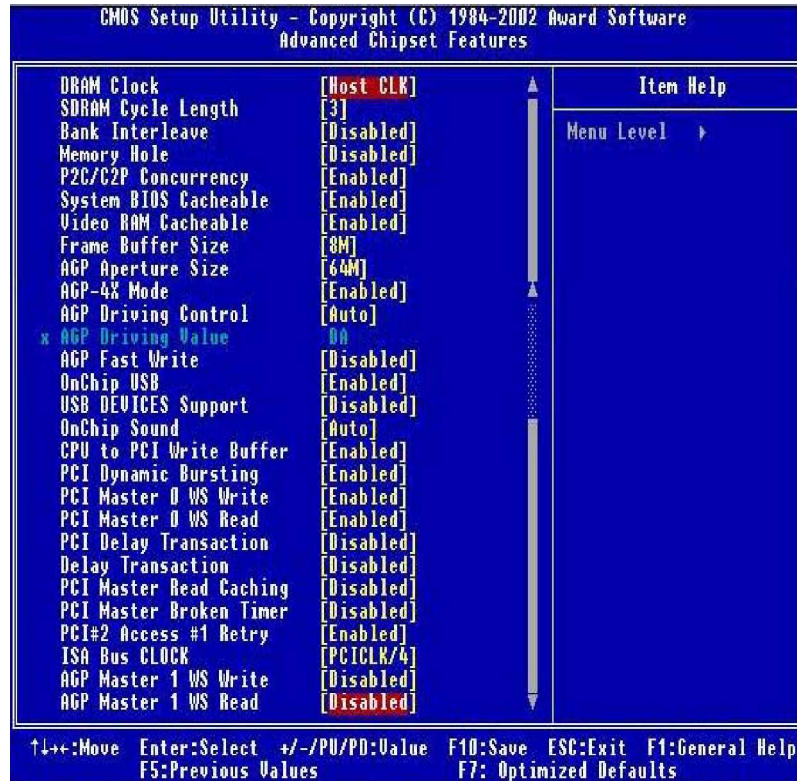 CMOS Setup Utility - Copyright (C) 1984-2002 Award Software
Advanced Chipset Features
DRAM Clock [Host CLK]
SDRAM Cycle Length [3]
Bank Interleave [Disabled]
Memory Hole [Disabled]
P2C/C2P Concurrency [Enabled]
System BIOS Cacheable [Enabled]
Video RAM Cacheable [Enabled]
Frame Buffer Size [8M]
AGP Aperture Size [64M]
AGP-4X Mode [Enabled]
AGP Driving Control [Auto]
x AGP Driving Value DA
AGP Fast Write [Disabled]
OnChip USB [Enabled]
USB DEVICES Support [Disabled]
OnChip Sound [Auto]
CPU to PCI Write Buffer [Enabled]
PCI Dynamic Bursting [Enabled]
PCI Master 0 WS Write [Enabled]
PCI Master 0 WS Read [Enabled]
PCI Delay Transaction [Disabled]
Delay Transaction [Disabled]
PCI Master Read Caching [Disabled]
PCI Master Broken Timer [Disabled]
PCI#2 Access #1 Retry [Enabled]
ISA Bus CLOCK [PCICLK/4]
AGP Master 1 WS Write [Disabled]
AGP Master 1 WS Read [Disabled]
Item Help
Menu Level ▸
↑↓→←:Move Enter:Select +/-/PU/PD:Value F10:Save ESC:Exit F1:General Help
F5:Previous Values F7: Optimized Defaults